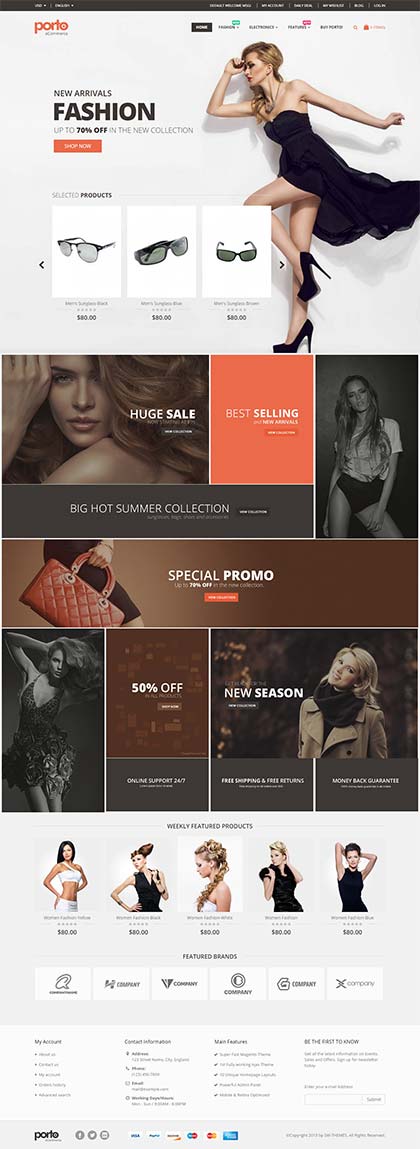 USD ENGLISH DEFAULT WELCOME MSG! MY ACCOUNT DAILY DEAL MY WISHLIST BLOG LOG IN
porto
eCommerce
HOME FASHION ELECTRONICS FEATURES BUY PORTO!
NEW ARRIVALS
FASHION
UP TO 70% OFF IN THE NEW COLLECTION
SHOP NOW
SELECTED PRODUCTS
Men's Sunglass-Black Men's Sunglass-Blue Men's Sunglass-Brown
$80.00 $80.00 $80.00
HUGE SALE
VIEW COLLECTION
BEST SELLING
and NEW ARRIVALS
VIEW COLLECTION
BIG HOT SUMMER COLLECTION
VIEW COLLECTION
SPECIAL PROMO
Up to 70% OFF in the new collection.
VIEW COLLECTION
50% OFF
IN ALL PRODUCTS
SHOP NOW
NEW SEASON
VIEW COLLECTION
ONLINE SUPPORT 24/7 FREE SHIPPING & FREE RETURNS MONEY BACK GUARANTEE
WEEKLY FEATURED PRODUCTS
Women Fashion-Yellow Women Fashion-Black Women Fashion-White Women Fashion Women Fashion-Blue
$80.00 $80.00 $80.00 $80.00 $80.00
FEATURED BRANDS
COMPANYNAME COMPANY COMPANY COMPANY COMPANY company
My Account Contact Information Main Features BE THE FIRST TO KNOW
About us
Contact us
My account
Orders history
Advanced search
Address:
123 Street Name, City, England
Phone:
(123) 456-7890
Email:
mail@example.com
Working Days/Hours:
Mon - Sun / 9:00AM - 8:00PM
Super Fast Magento Theme
1st Fully working Ajax Theme
10 Unique Homepage Layouts
Powerful Admin Panel
Mobile & Retina Optimized
Get all the latest information on Events,
Sales and Offers. Sign up for newsletter
today.
Enter your e-mail Address
Submit
porto
eCommerce
VISA PayPal
©Copyright 2015 by SW-THEMES. All Rights Reserved.